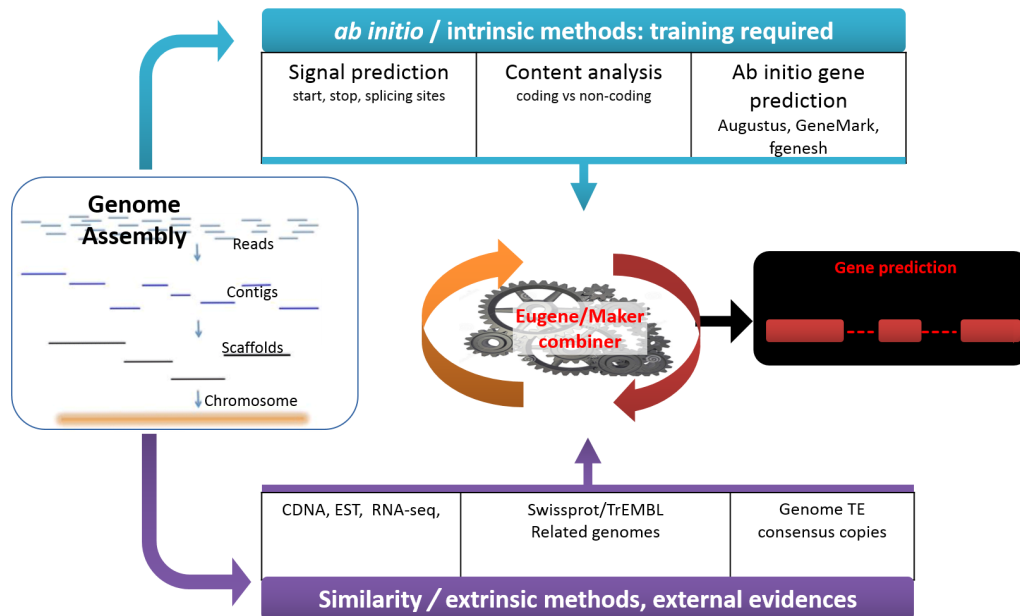 ab initio / intrinsic methods: training required
Signal prediction
start, stop, splicing sites
Content analysis
coding vs non-coding
Ab initio gene
prediction
Augustus, GeneMark,
fgenesh
Genome
Assembly
Reads
Contigs
Scaffolds
Chromosome
Eugene/Maker
combiner
Gene prediction
CDNA, EST, RNA-seq,
Swissprot/TrEMBL
Related genomes
Genome TE
consensus copies
Similarity / extrinsic methods, external evidences